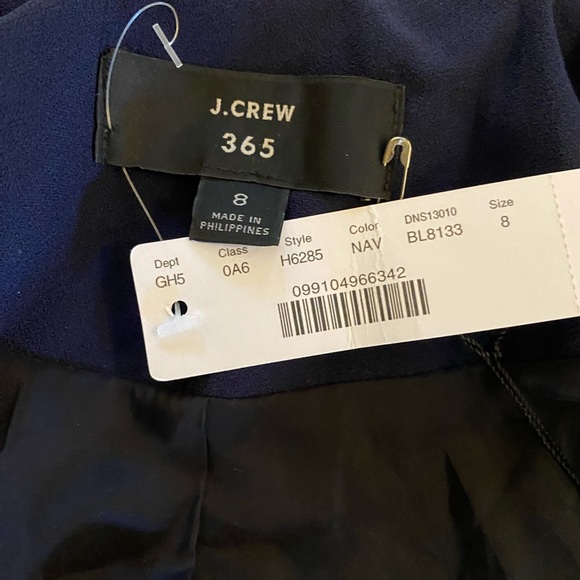 J.CREW
365
8
MADE IN
PHILIPPINES
Dept Class Style Color DNS13010 Size
GH5 0A6 H6285 NAV BL8133 8
099104966342